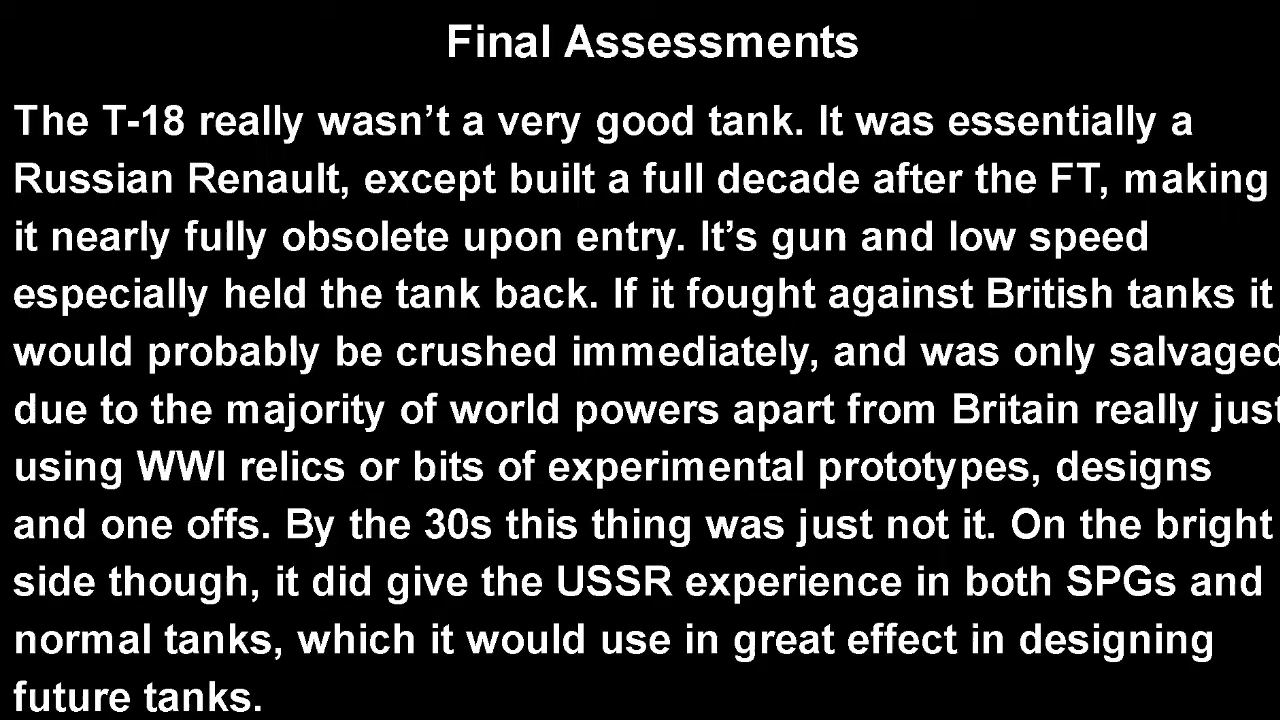 Final Assessments
The T-18 really wasn’t a very good tank. It was essentially a
Russian Renault, except built a full decade after the FT, making
it nearly fully obsolete upon entry. It’s gun and low speed
especially held the tank back. If it fought against British tanks it
would probably be crushed immediately, and was only salvaged
due to the majority of world powers apart from Britain really just
using WWI relics or bits of experimental prototypes, designs
and one offs. By the 30s this thing was just not it. On the bright
side though, it did give the USSR experience in both SPGs and
normal tanks, which it would use in great effect in designing
future tanks.